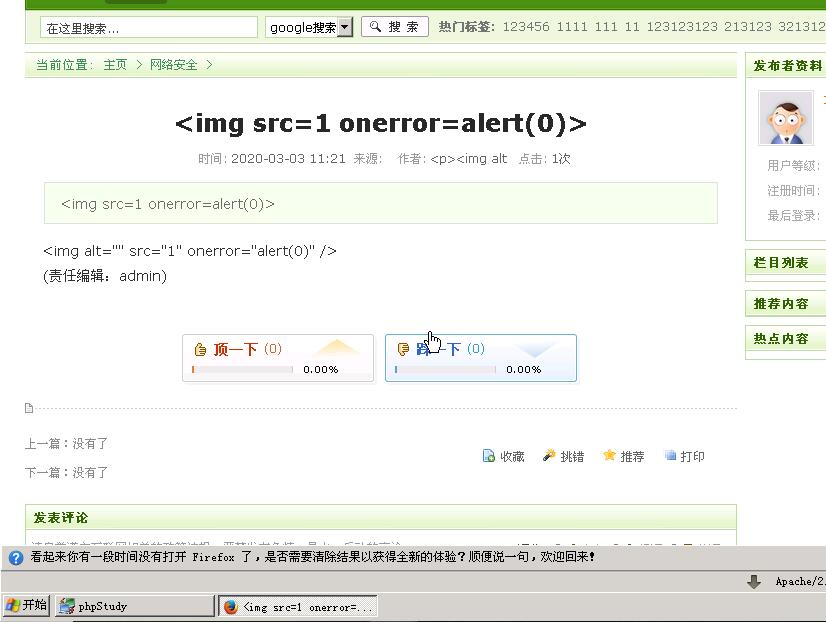 在这里搜索... google搜索 搜 索 热门标签: 123456 1111 111 11 123123123 213123 321312
当前位置: 主页 > 网络安全 >
发布者资料
<img src=1 onerror=alert(0)>
时间: 2020-03-03 11:21 来源: 作者: <p><img alt 点击: 1次
用户等级:
注册时间:
最后登录:
<img src=1 onerror=alert(0)>
<img alt="" src="1" onerror="alert(0)" />
(责任编辑: admin)
栏目列表
推荐内容
热点内容
顶一下 (0)
0.00%
踩一下 (0)
0.00%
上一篇：没有了
下一篇：没有了
收藏 挑错 推荐 打印
发表评论
看起来你有一段时间没有打开 Firefox 了，是否需要清除结果以获得全新的体验？顺便说一句，欢迎回来!
Apache/2.
开始 phpStudy <img src=1 onerror=...